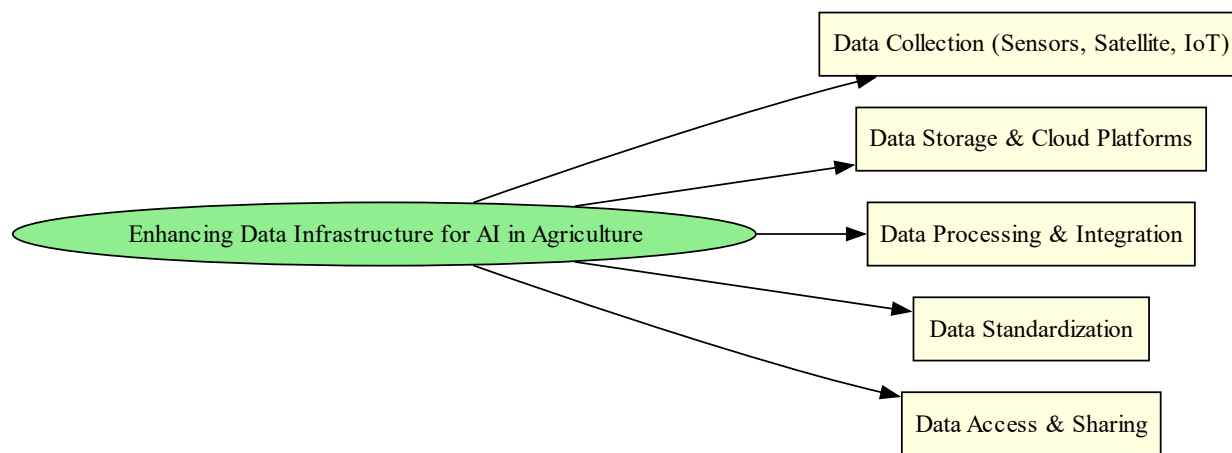 Data Collection (Sensors, Satellite, IoT)
Data Storage & Cloud Platforms
Enhancing Data Infrastructure for AI in Agriculture
Data Processing & Integration
Data Standardization
Data Access & Sharing